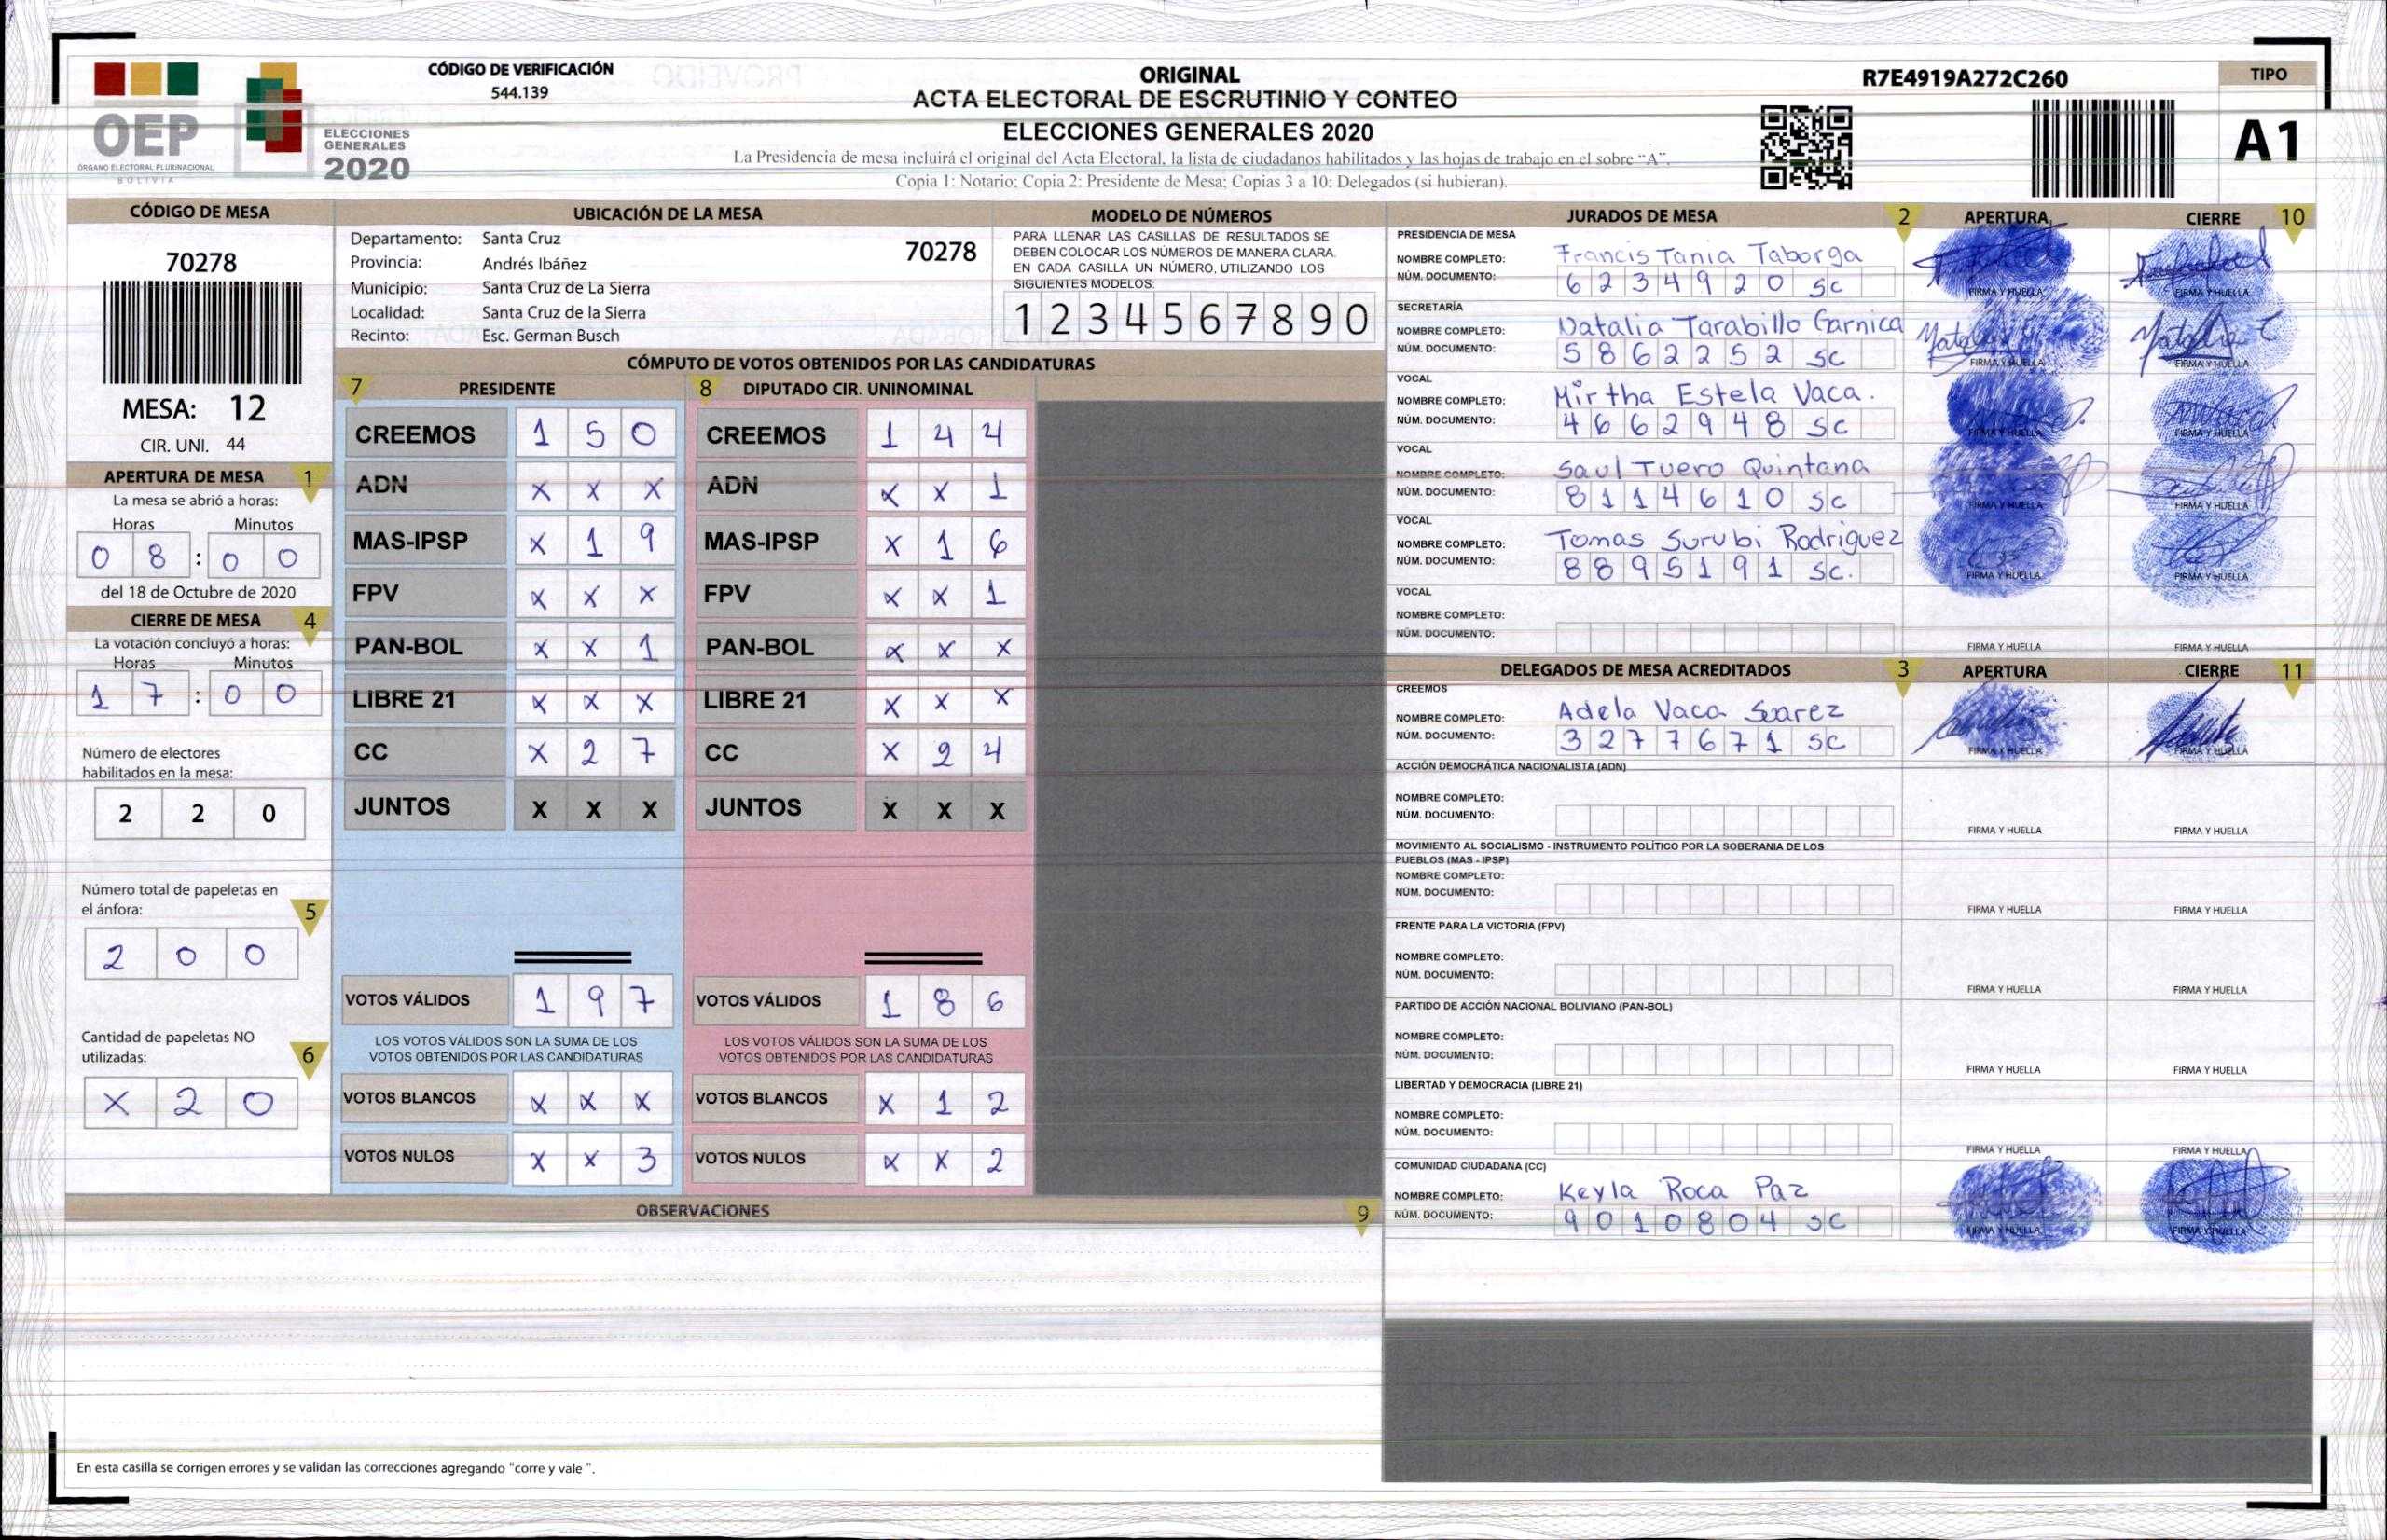 CÓDIGO DE VERIFICACIÓN
544.139
OEP
ÓRGANO ELECTORAL PLURINACIONAL
BOLIVIA
ELECCIONES
GENERALES
2020
ORIGINAL
ACTA ELECTORAL DE ESCRUTINIO Y CONTEO
ELECCIONES GENERALES 2020
La Presidencia de mesa incluirá el original del Acta Electoral, la lista de ciudadanos habilitados y las hojas de trabajo en el sobre "A".
Copia 1: Notario; Copia 2: Presidente de Mesa; Copias 3 a 10: Delegados (si hubieran).
R7E4919A272C260
TIPO
A1
CÓDIGO DE MESA
70278
MESA: 12
CIR. UNI. 44
APERTURA DE MESA 1
La mesa se abrió a horas:
Horas Minutos
0 8 : 0 0
del 18 de Octubre de 2020
CIERRE DE MESA 4
La votación concluyó a horas:
Horas Minutos
1 7 : 0 0
Número de electores
habilitados en la mesa:
2 2 0
Número total de papeletas en
el ánfora:
5
2 0 0
Cantidad de papeletas NO
utilizadas:
6
X 2 0
UBICACIÓN DE LA MESA
Departamento: Santa Cruz
70278
Provincia: Andrés Ibáñez
Municipio: Santa Cruz de La Sierra
Localidad: Santa Cruz de la Sierra
Recinto: Esc. German Busch
MODELO DE NÚMEROS
PARA LLENAR LAS CASILLAS DE RESULTADOS SE
DEBEN COLOCAR LOS NÚMEROS DE MANERA CLARA.
EN CADA CASILLA UN NÚMERO, UTILIZANDO LOS
SIGUIENTES MODELOS:
1 2 3 4 5 6 7 8 9 0
CÓMPUTO DE VOTOS OBTENIDOS POR LAS CANDIDATURAS
7 PRESIDENTE
CREEMOS 1 5 0
ADN X X X
MAS-IPSP X 1 9
FPV X X X
PAN-BOL X X 1
LIBRE 21 X X X
CC X 2 7
JUNTOS X X X
VOTOS VÁLIDOS 1 9 7
LOS VOTOS VÁLIDOS SON LA SUMA DE LOS
VOTOS OBTENIDOS POR LAS CANDIDATURAS
VOTOS BLANCOS X X X
VOTOS NULOS X X 3
8 DIPUTADO CIR. UNINOMINAL
CREEMOS 1 4 4
ADN X X 1
MAS-IPSP X 1 6
FPV X X 1
PAN-BOL X X X
LIBRE 21 X X X
CC X 2 4
JUNTOS X X X
VOTOS VÁLIDOS 1 8 6
LOS VOTOS VÁLIDOS SON LA SUMA DE LOS
VOTOS OBTENIDOS POR LAS CANDIDATURAS
VOTOS BLANCOS X 1 2
VOTOS NULOS X X 2
OBSERVACIONES 9
En esta casilla se corrigen errores y se validan las correcciones agregando "corre y vale ".
JURADOS DE MESA 2 APERTURA CIERRE 10
PRESIDENCIA DE MESA
NOMBRE COMPLETO: Francis Tania Taborga
NÚM. DOCUMENTO: 6 2 3 4 9 2 0 SC
FIRMA Y HUELLA FIRMA Y HUELLA
SECRETARÍA
NOMBRE COMPLETO: Natalia Tarabillo Garnica
NÚM. DOCUMENTO: 5 8 6 2 2 5 2 SC
FIRMA Y HUELLA FIRMA Y HUELLA
VOCAL
NOMBRE COMPLETO: Mirtha Estela Vaca.
NÚM. DOCUMENTO: 4 6 6 2 9 4 8 SC
FIRMA Y HUELLA FIRMA Y HUELLA
VOCAL
NOMBRE COMPLETO: Saul Tuero Quintana
NÚM. DOCUMENTO: 8 1 1 4 6 1 0 SC
FIRMA Y HUELLA FIRMA Y HUELLA
VOCAL
NOMBRE COMPLETO: Tomas Surubi Rodriguez
NÚM. DOCUMENTO: 8 8 9 5 1 9 1 SC.
FIRMA Y HUELLA FIRMA Y HUELLA
VOCAL
NOMBRE COMPLETO:
NÚM. DOCUMENTO:
FIRMA Y HUELLA FIRMA Y HUELLA
DELEGADOS DE MESA ACREDITADOS 3 APERTURA CIERRE 11
CREEMOS
NOMBRE COMPLETO: Adela Vaca Suarez
NÚM. DOCUMENTO: 3 2 7 7 6 7 1 SC
FIRMA Y HUELLA FIRMA Y HUELLA
ACCIÓN DEMOCRÁTICA NACIONALISTA (ADN)
NOMBRE COMPLETO:
NÚM. DOCUMENTO:
FIRMA Y HUELLA FIRMA Y HUELLA
MOVIMIENTO AL SOCIALISMO - INSTRUMENTO POLÍTICO POR LA SOBERANIA DE LOS
PUEBLOS (MAS - IPSP)
NOMBRE COMPLETO:
NÚM. DOCUMENTO:
FIRMA Y HUELLA FIRMA Y HUELLA
FRENTE PARA LA VICTORIA (FPV)
NOMBRE COMPLETO:
NÚM. DOCUMENTO:
FIRMA Y HUELLA FIRMA Y HUELLA
PARTIDO DE ACCIÓN NACIONAL BOLIVIANO (PAN-BOL)
NOMBRE COMPLETO:
NÚM. DOCUMENTO:
FIRMA Y HUELLA FIRMA Y HUELLA
LIBERTAD Y DEMOCRACIA (LIBRE 21)
NOMBRE COMPLETO:
NÚM. DOCUMENTO:
FIRMA Y HUELLA FIRMA Y HUELLA
COMUNIDAD CIUDADANA (CC)
NOMBRE COMPLETO: Keyla Roca Paz
NÚM. DOCUMENTO: 9 0 1 0 8 0 4 SC
FIRMA Y HUELLA FIRMA Y HUELLA